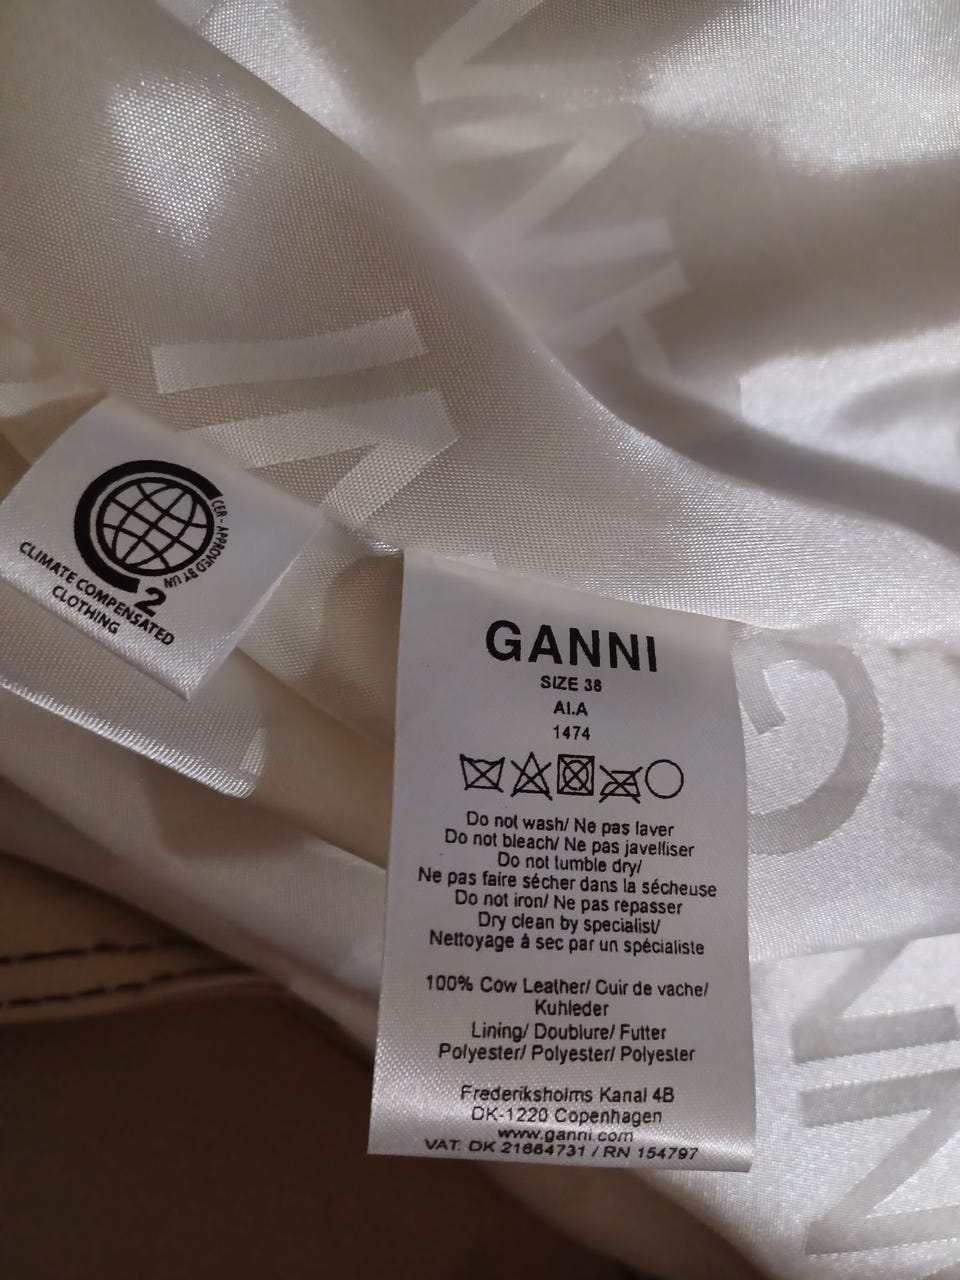 CER - APPROVED BY UN
2
CLIMATE COMPENSATED
CLOTHING
GANNI
SIZE 36
AI.A
1474
Do not wash/ Ne pas laver
Do not bleach/ Ne pas javelliser
Do not tumble dry/
Ne pas faire sécher dans la sécheuse
Do not iron/ Ne pas repasser
Dry clean by specialist/
Nettoyage à sec par un spécialiste
100% Cow Leather/ Cuir de vache/
Kuhleder
Lining/ Doublure/ Futter
Polyester/ Polyester/ Polyester
Frederiksholms Kanal 4B
DK-1220 Copenhagen
www.ganni.com
VAT: DK 21664731 / RN 154797